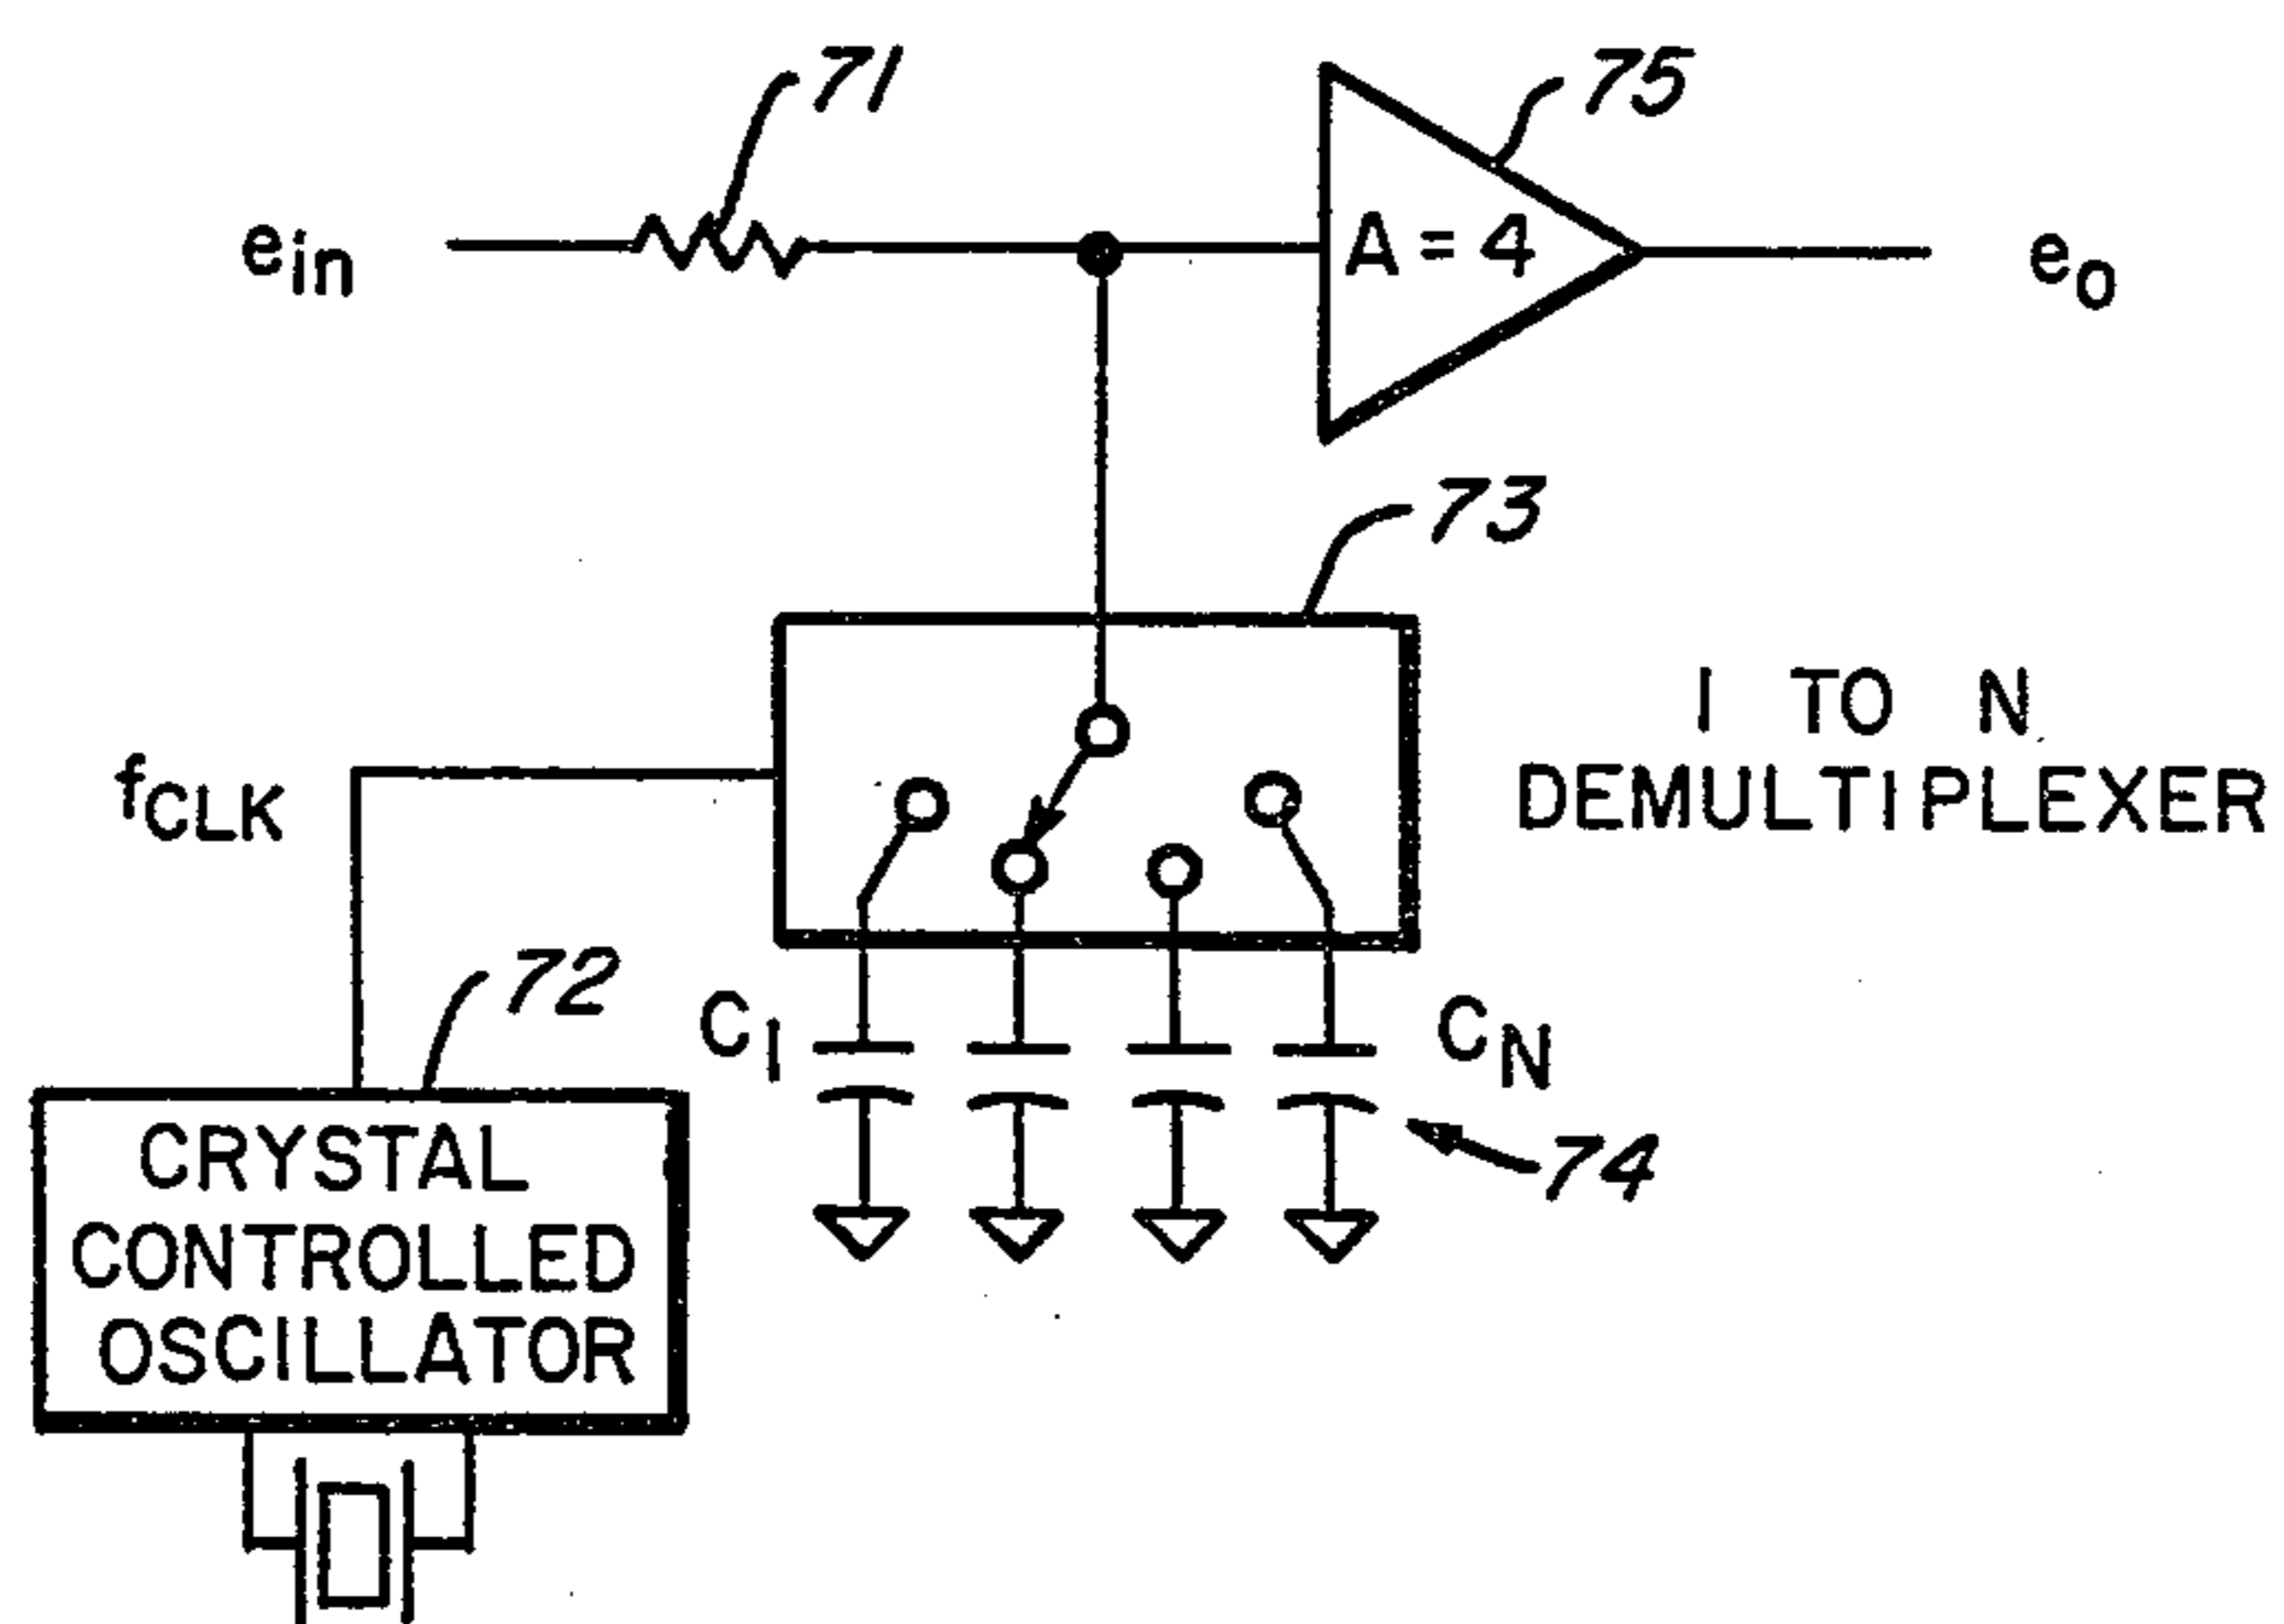 71
75
ein
A = 4
eo
73
1 TO N
DEMULTIPLEXER
fCLK
72
C1
CN
74
CRYSTAL
CONTROLLED
OSCILLATOR